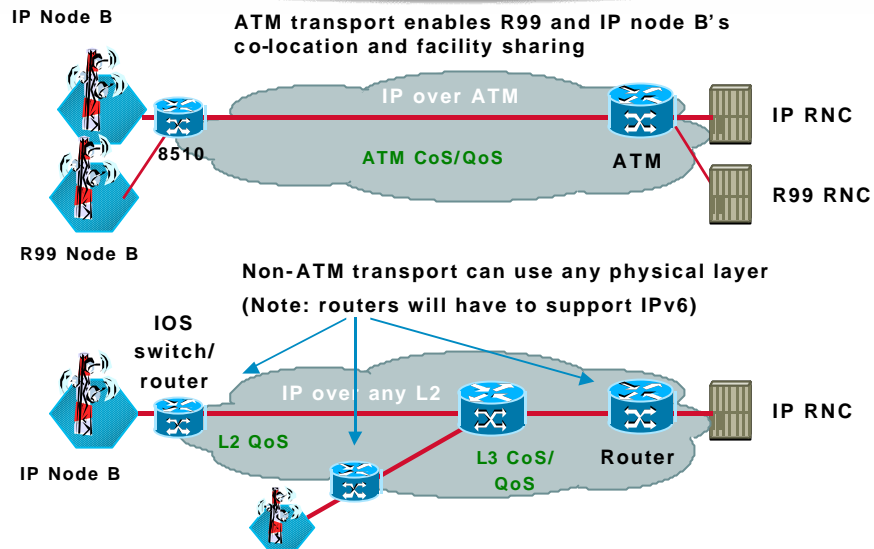 IP Node B
ATM transport enables R99 and IP node B's
co-location and facility sharing
IP over ATM
IP RNC
8510
ATM CoS/QoS
ATM
R99 RNC
R99 Node B
Non-ATM transport can use any physical layer
(Note: routers will have to support IPv6)
IOS
switch/
router
IP over any L2
IP RNC
L2 QoS
L3 CoS/
QoS
Router
IP Node B